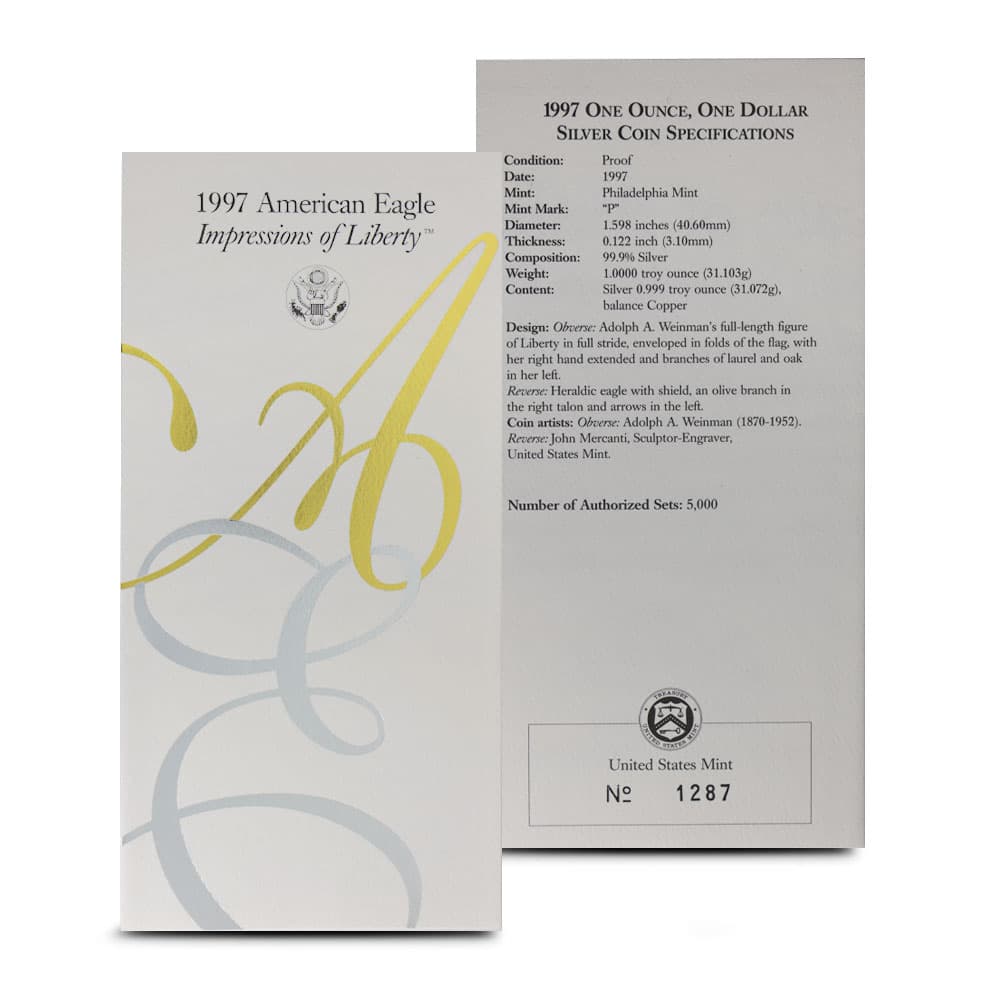 1997 American Eagle
Impressions of Liberty™
1997 ONE OUNCE, ONE DOLLAR
SILVER COIN SPECIFICATIONS
Condition: Proof
Date: 1997
Mint: Philadelphia Mint
Mint Mark: “P”
Diameter: 1.598 inches (40.60mm)
Thickness: 0.122 inch (3.10mm)
Composition: 99.9% Silver
Weight: 1.0000 troy ounce (31.103g)
Content: Silver 0.999 troy ounce (31.072g),
balance Copper
Design: Obverse: Adolph A. Weinman’s full-length figure
of Liberty in full stride, enveloped in folds of the flag, with
her right hand extended and branches of laurel and oak
in her left.
Reverse: Heraldic eagle with shield, an olive branch in
the right talon and arrows in the left.
Coin artists: Obverse: Adolph A. Weinman (1870-1952).
Reverse: John Mercanti, Sculptor-Engraver,
United States Mint.
Number of Authorized Sets: 5,000
TREASURY
UNITED STATES MINT
United States Mint
Nº 1287